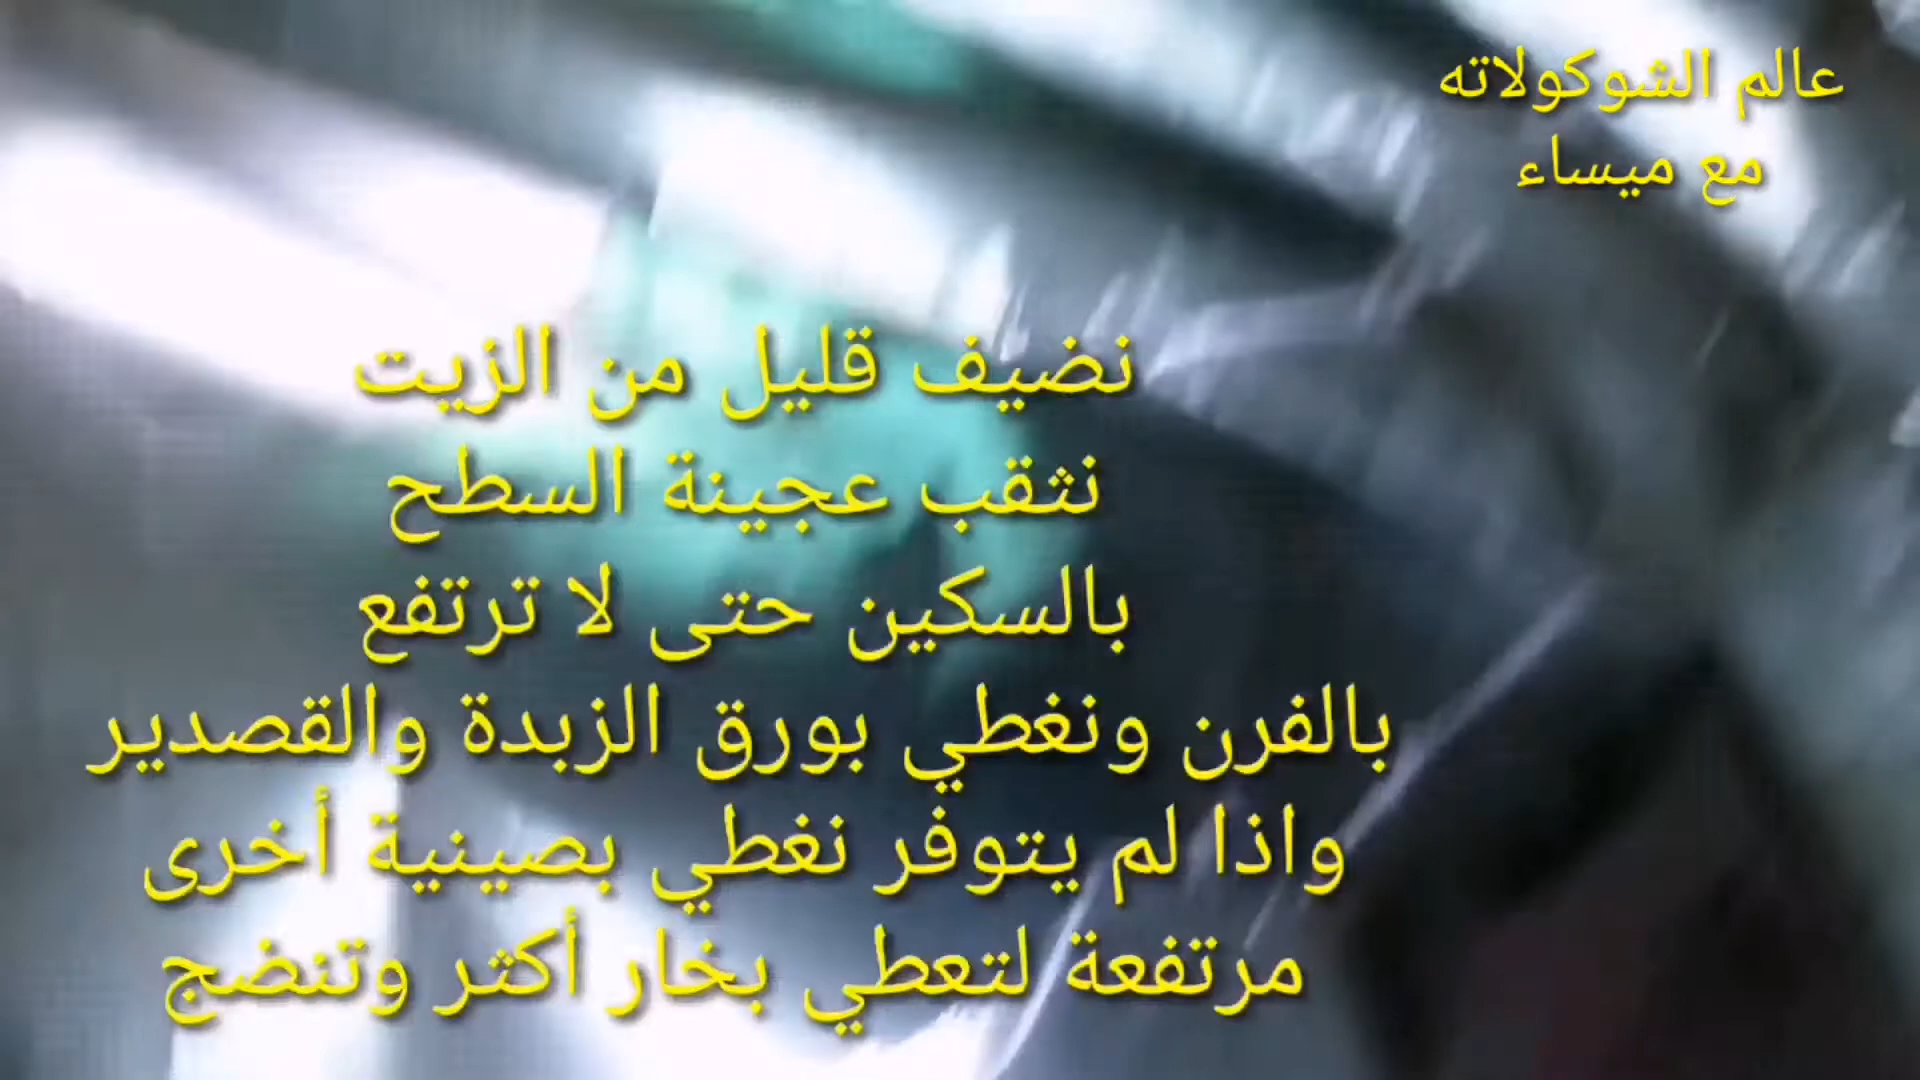 عالم الشوكولاته
مع ميساء
نضيف قليل من الزيت
نثقب عجينة السطح
بالسكين حتى لا ترتفع
بالفرن ونغطي بورق الزبدة والقصدير
واذا لم يتوفر نغطي بصينية أخرى
مرتفعة لتعطي بخار أكثر وتنضج